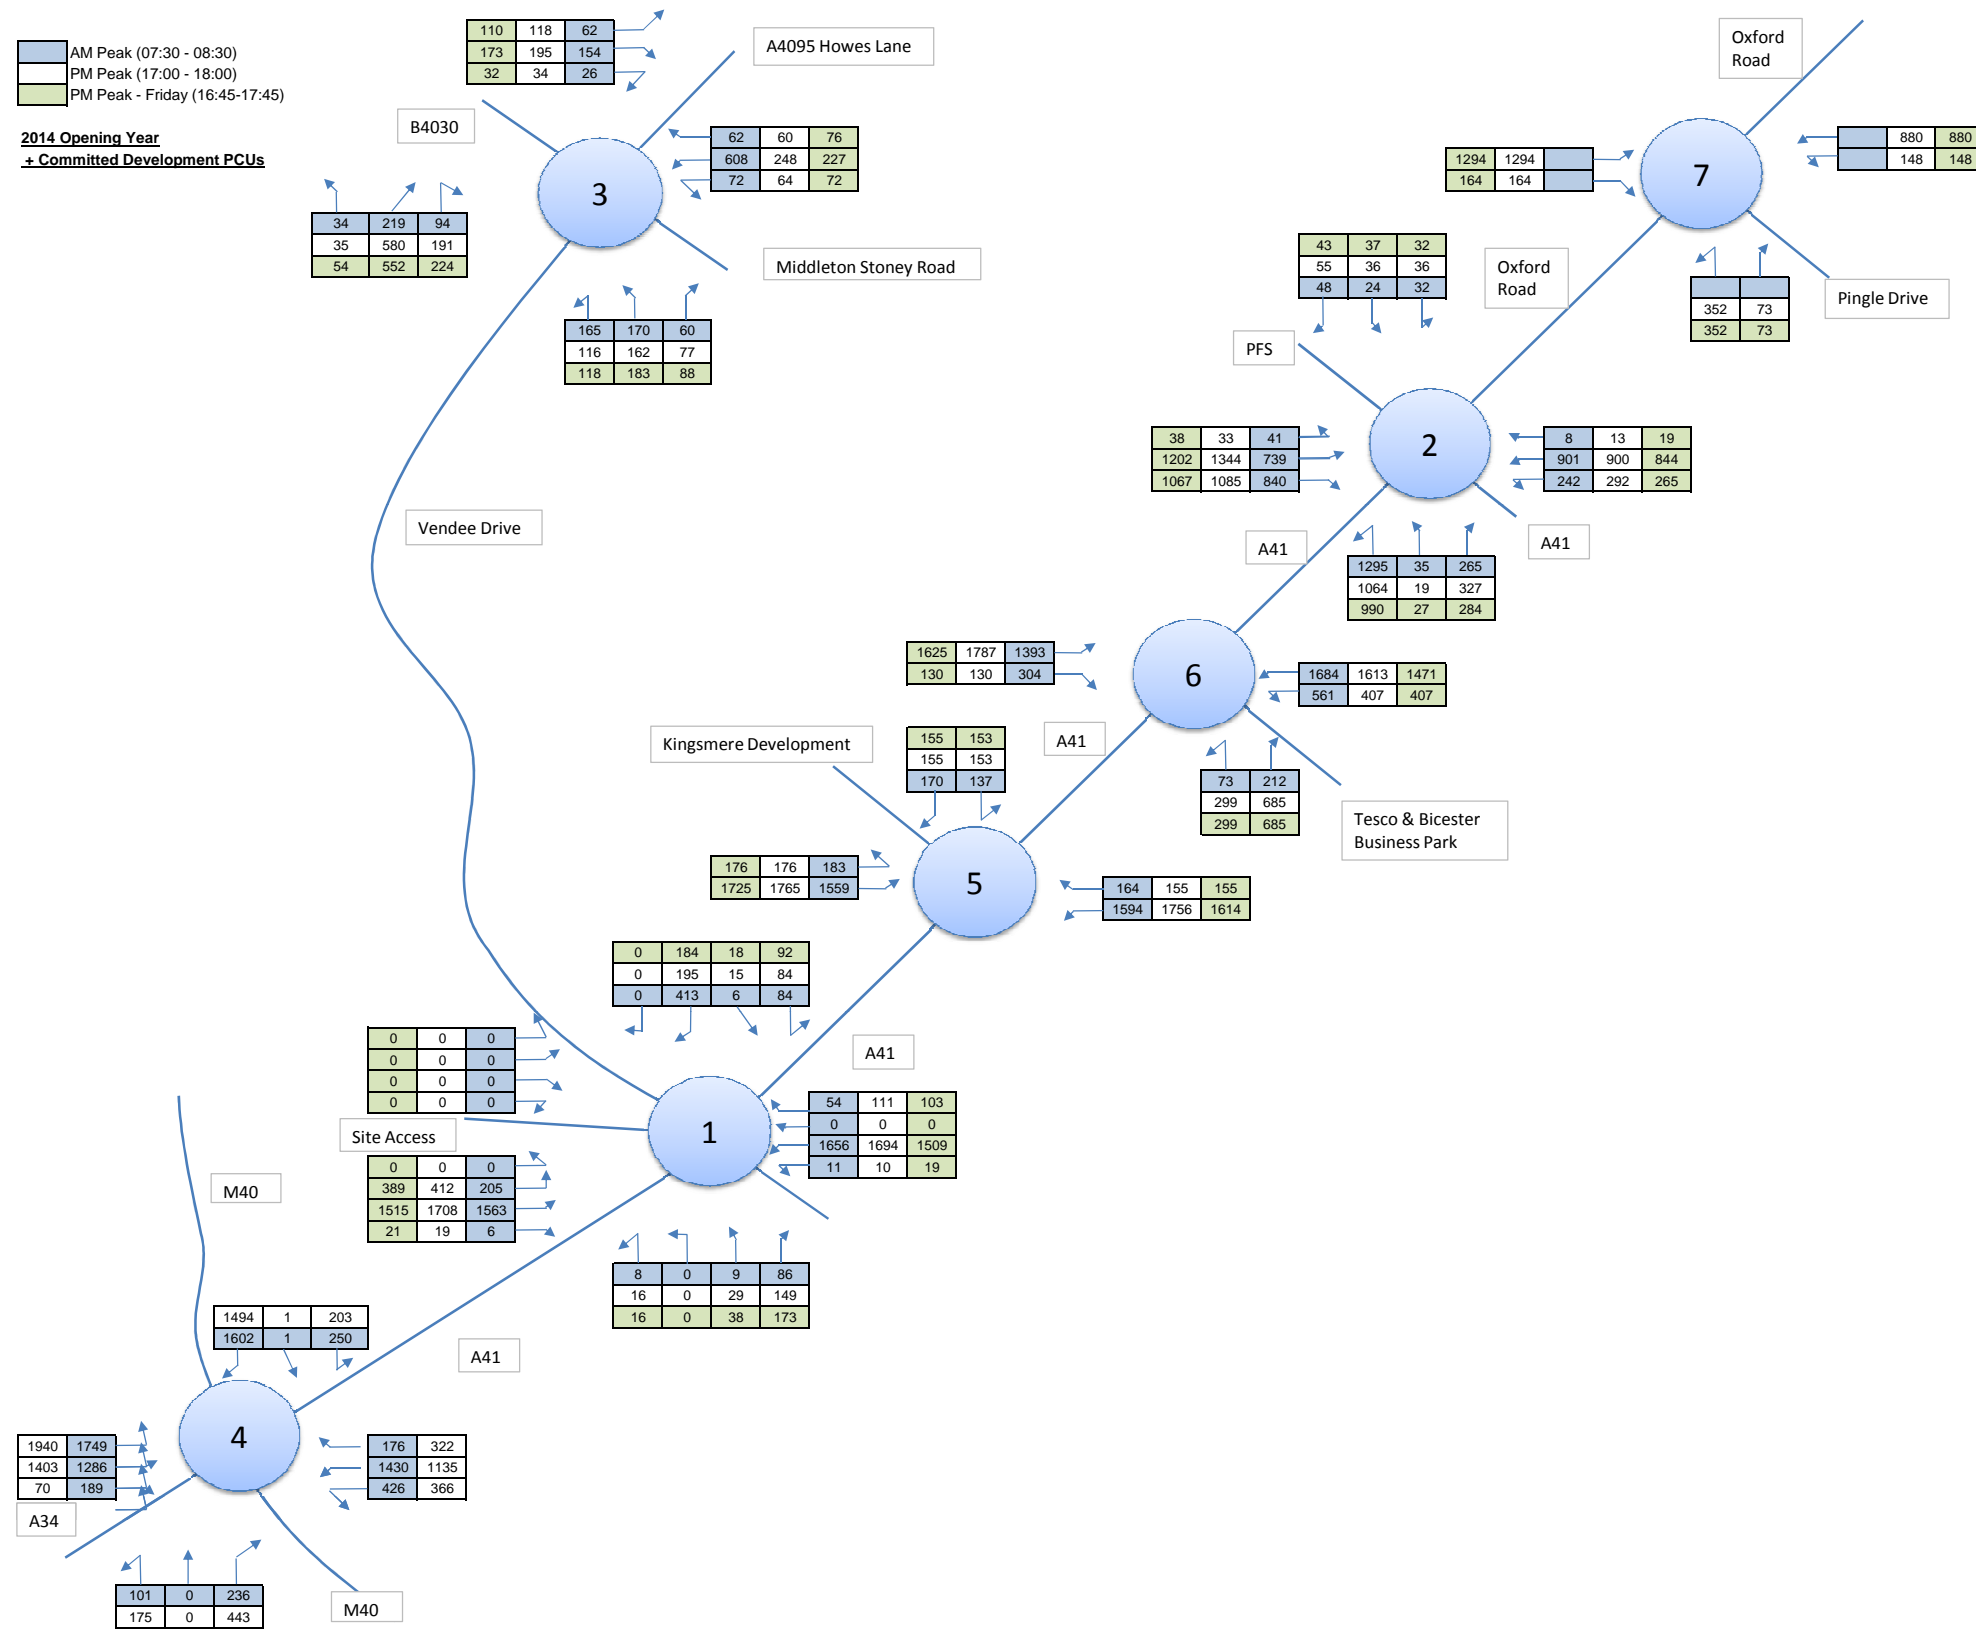 AM Peak (07:30 - 08:30)
PM Peak (17:00 - 18:00)
PM Peak - Friday (16:45-17:45)
2014 Opening Year
+ Committed Development PCUs
110 118 62
173 195 154
32 34 26
A4095 Howes Lane
B4030
3
62 60 76
608 248 227
72 64 72
34 219 94
35 580 191
54 552 224
Middleton Stoney Road
165 170 60
116 162 77
118 183 88
Oxford
Road
7
1294 1294
164 164
880 880
148 148
352 73
352 73
Pingle Drive
Oxford
Road
43 37 32
55 36 36
48 24 32
PFS
2
38 33 41
1202 1344 739
1067 1085 840
8 13 19
901 900 844
242 292 265
A41
A41
1295 35 265
1064 19 327
990 27 284
Vendee Drive
1625 1787 1393
130 130 304
6
1684 1613 1471
561 407 407
A41
73 212
299 685
299 685
Tesco & Bicester
Business Park
Kingsmere Development
155 153
155 153
170 137
5
176 176 183
1725 1765 1559
164 155 155
1594 1756 1614
0 184 18 92
0 195 15 84
0 413 6 84
A41
0 0 0
0 0 0
0 0 0
0 0 0
Site Access
1
54 111 103
0 0 0
1656 1694 1509
11 10 19
0 0 0
389 412 205
1515 1708 1563
21 19 6
8 0 9 86
16 0 29 149
16 0 38 173
M40
1494 1 203
1602 1 250
A41
4
1940 1749
1403 1286
70 189
A34
176 322
1430 1135
426 366
101 0 236
175 0 443
M40